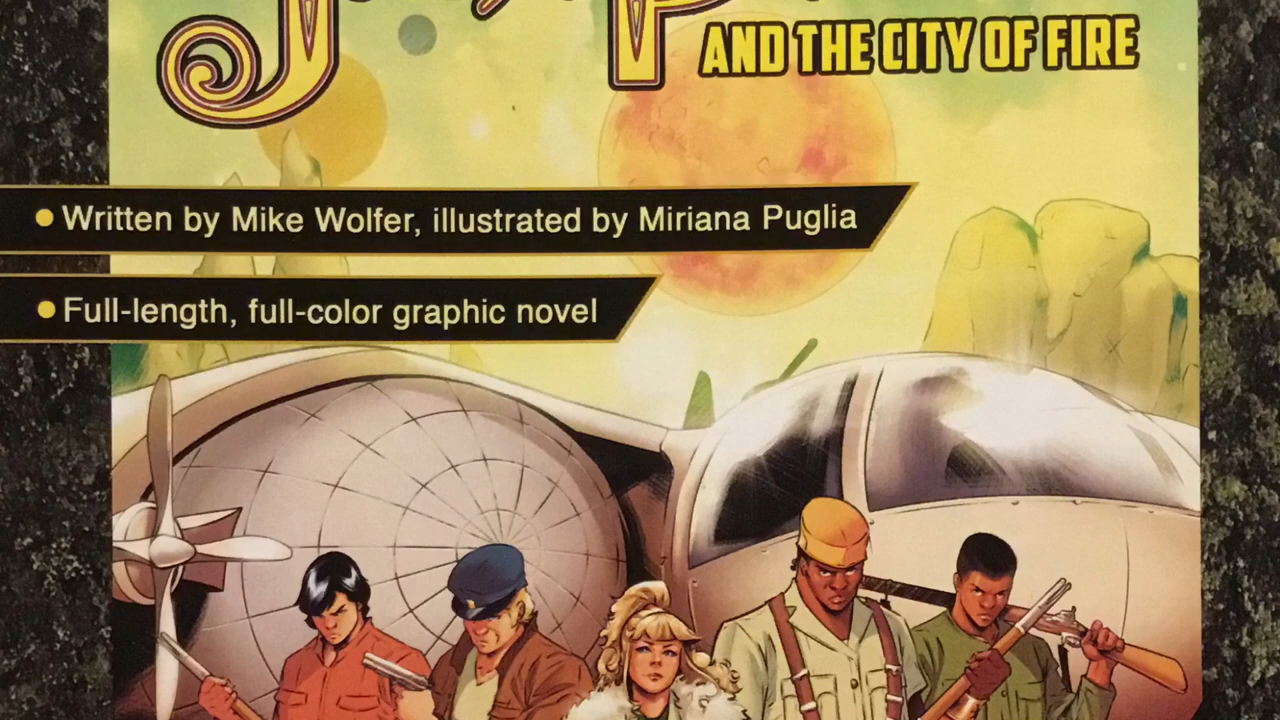 AND THE CITY OF FIRE
• Written by Mike Wolfer, illustrated by Miriana Puglia
• Full-length, full-color graphic novel